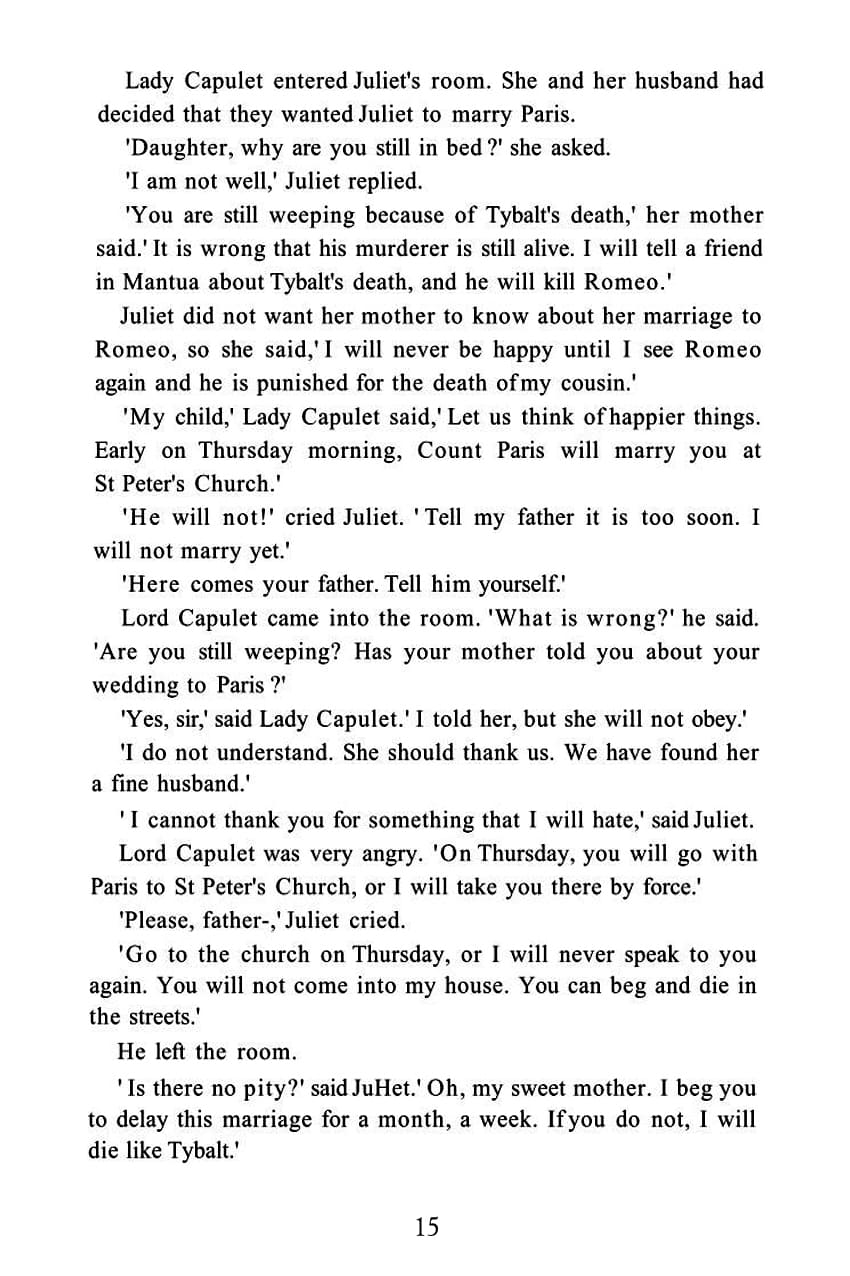 Lady Capulet entered Juliet's room. She and her husband had
decided that they wanted Juliet to marry Paris.
'Daughter, why are you still in bed ?' she asked.
'I am not well,' Juliet replied.
'You are still weeping because of Tybalt's death,' her mother
said.' It is wrong that his murderer is still alive. I will tell a friend
in Mantua about Tybalt's death, and he will kill Romeo.'
Juliet did not want her mother to know about her marriage to
Romeo, so she said,' I will never be happy until I see Romeo
again and he is punished for the death of my cousin.'
'My child,' Lady Capulet said,' Let us think of happier things.
Early on Thursday morning, Count Paris will marry you at
St Peter's Church.'
'He will not!' cried Juliet. ' Tell my father it is too soon. I
will not marry yet.'
'Here comes your father. Tell him yourself.'
Lord Capulet came into the room. 'What is wrong?' he said.
'Are you still weeping? Has your mother told you about your
wedding to Paris ?'
'Yes, sir,' said Lady Capulet.' I told her, but she will not obey.'
'I do not understand. She should thank us. We have found her
a fine husband.'
' I cannot thank you for something that I will hate,' said Juliet.
Lord Capulet was very angry. 'On Thursday, you will go with
Paris to St Peter's Church, or I will take you there by force.'
'Please, father-,' Juliet cried.
'Go to the church on Thursday, or I will never speak to you
again. You will not come into my house. You can beg and die in
the streets.'
He left the room.
' Is there no pity?' said JuHet.' Oh, my sweet mother. I beg you
to delay this marriage for a month, a week. If you do not, I will
die like Tybalt.'
15